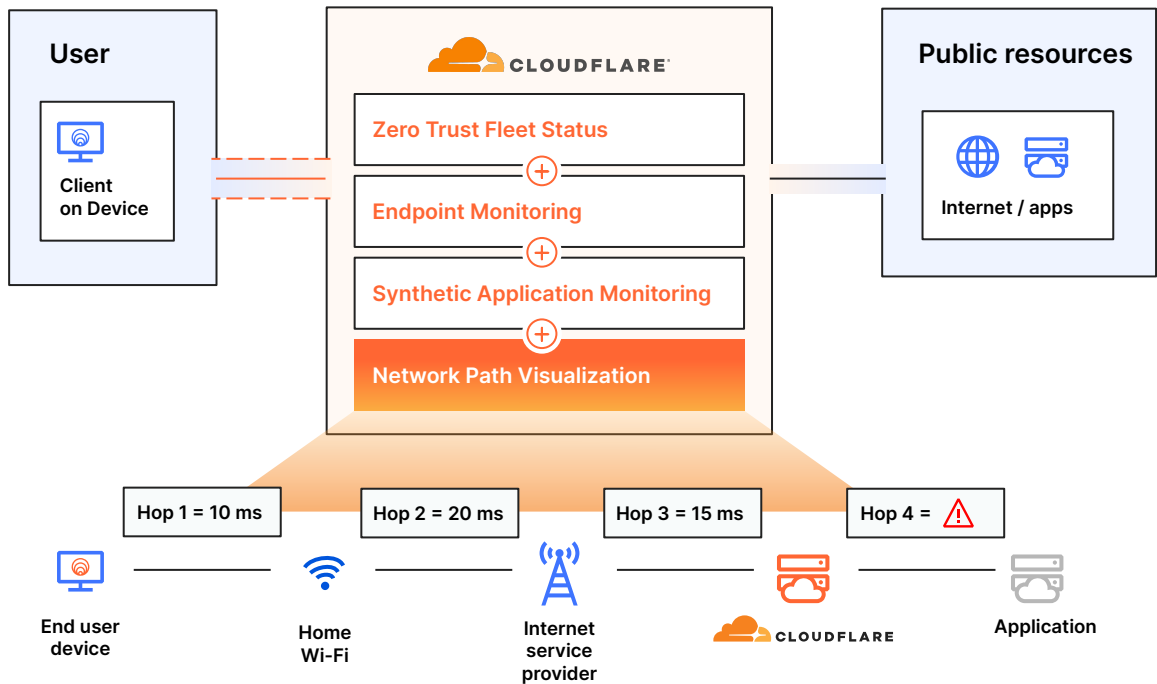 User
Client
on Device
CLOUDFLARE
Zero Trust Fleet Status
Endpoint Monitoring
Synthetic Application Monitoring
Network Path Visualization
Public resources
Internet / apps
Hop 1 = 10 ms
Hop 2 = 20 ms
Hop 3 = 15 ms
Hop 4 =
End user
device
Home
Wi-Fi
Internet
service
provider
CLOUDFLARE
Application